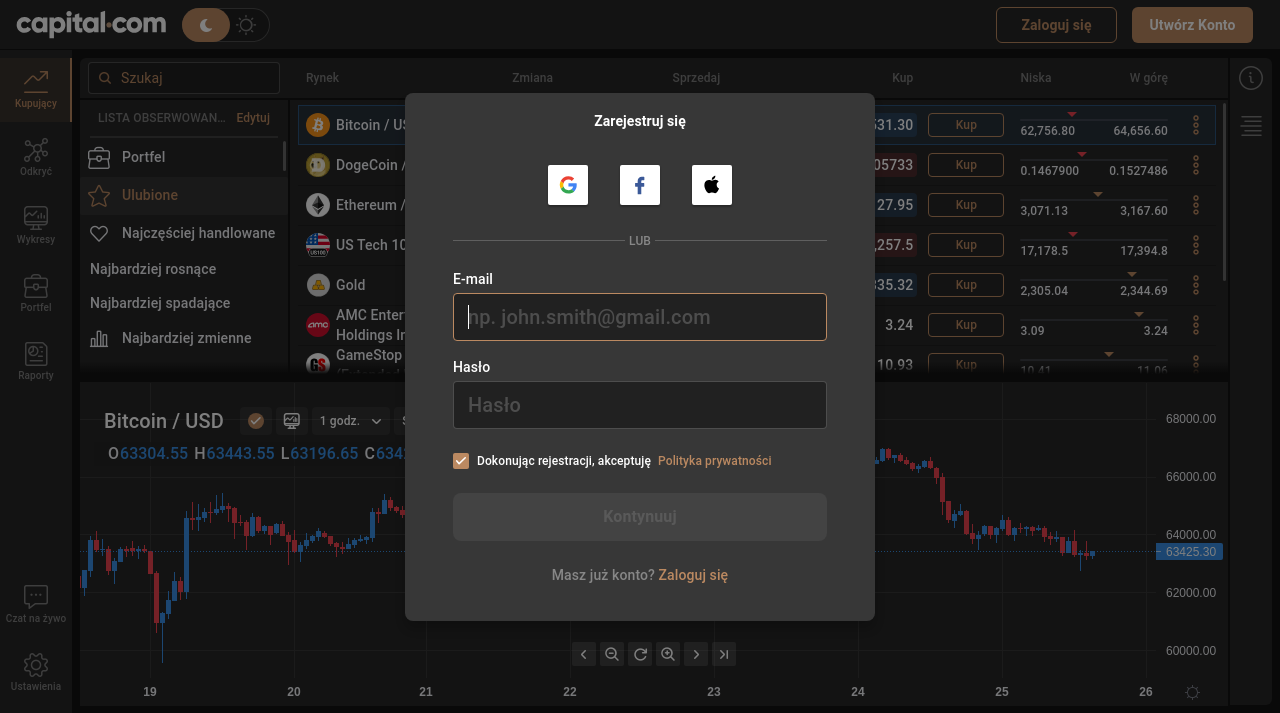 capital.com
Zaloguj się
Utwórz Konto
Kupujący
Odkryć
Wykresy
Portfel
Raporty
Czat na żywo
Ustawienia
Szukaj
Rynek Zmiana Sprzedaj Kup Niska W górę
LISTA OBSERWOWAN... Edytuj
Portfel
Ulubione
Najczęściej handlowane
Najbardziej rosnące
Najbardziej spadające
Najbardziej zmienne
Bitcoin / 31.30 Kup 62,756.80 64,656.60
DogeCoin / 05733 Kup 0.1467900 0.1527486
Ethereum / 27.95 Kup 3,071.13 3,167.60
US Tech 10 ,257.5 Kup 17,178.5 17,394.8
Gold 35.32 Kup 2,305.04 2,344.69
AMC 3.24 Kup 3.09 3.24
Holdings
GameStop 10.93 Kup 10.41 11.06
Zarejestruj się
LUB
E-mail
np. john.smith@gmail.com
Hasło
Hasło
Dokonując rejestracji, akceptuję Polityka prywatności
Kontynuuj
Masz już konto? Zaloguj się
Bitcoin / USD 1 godz.
O63304.55 H63443.55 L63196.65
68000.00
66000.00
64000.00
63425.30
62000.00
60000.00
19 20 21 22 23 24 25 26